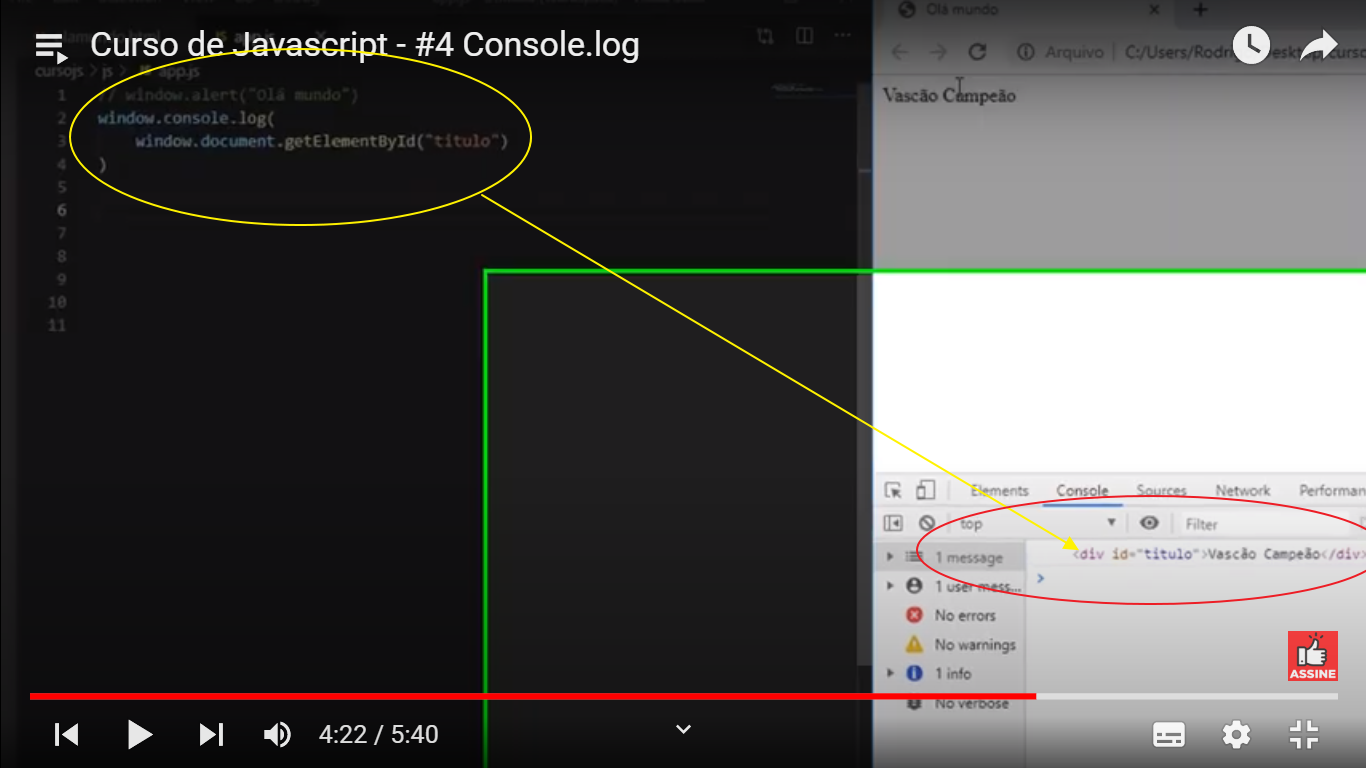 Curso de Javascript - #4 Console.log
app.js
cursojs > js > app.js
1 // window.alert("Olá mundo")
2 window.console.log(
3 window.document.getElementById("titulo")
4 )
5
6
7
8
9
10
11
Olá mundo
Arquivo C:/Users/Rodrig
Vascão Campeão
Elements Console Sources Network Performan
top Filter
1 message
<div id="titulo">Vascão Campeão</div>
1 user mess...
No errors
No warnings
1 info
No verbose
ASSINE
4:22 / 5:40